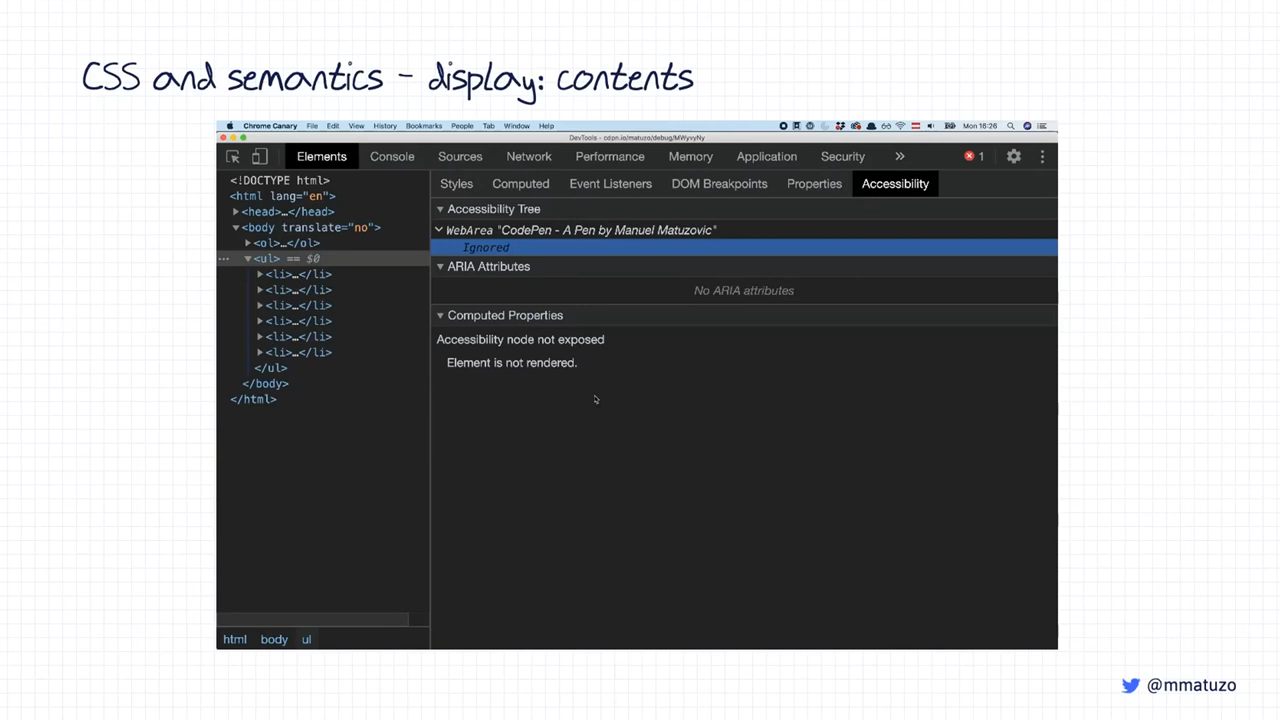 CSS and semantics - display: contents
Chrome Canary File Edit View History Bookmarks People Tab Window Help Mon 16:26
DevTools - cdpn.io/matuzo/debug/MWyvyNy
Elements Console Sources Network Performance Memory Application Security » 1
<!DOCTYPE html>
<html lang="en">
<head>…</head>
<body translate="no">
<ol>…</ol>
… <ul> == $0
<li>…</li>
<li>…</li>
<li>…</li>
<li>…</li>
<li>…</li>
<li>…</li>
</ul>
</body>
</html>
html body ul
Styles Computed Event Listeners DOM Breakpoints Properties Accessibility
Accessibility Tree
WebArea "CodePen - A Pen by Manuel Matuzovic"
Ignored
ARIA Attributes
No ARIA attributes
Computed Properties
Accessibility node not exposed
Element is not rendered.
@mmatuzo